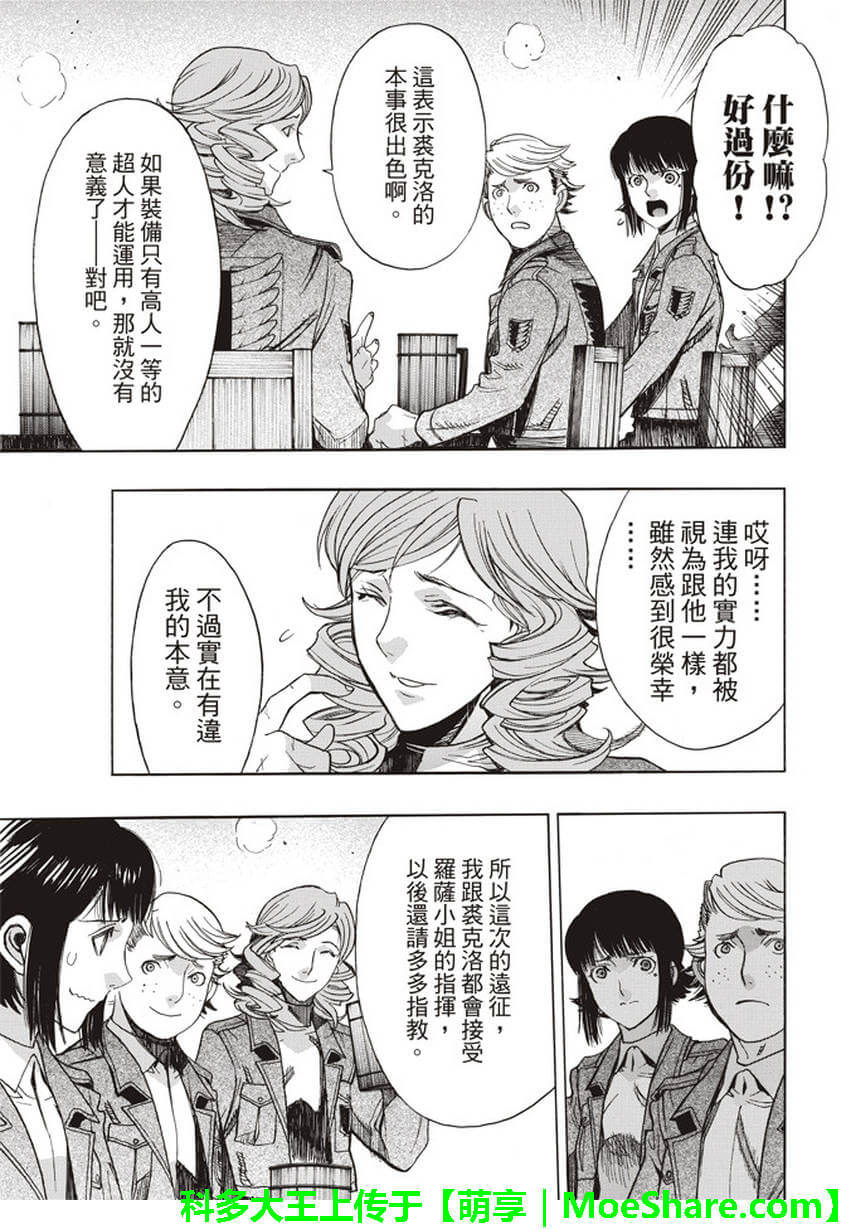 什麼嘛!?
好過份！
這表示裘克洛的
本事很出色啊。
如果裝備只有高人一等的
超人才能運用，那就沒有
意義了——對吧。
哎呀……
連我的實力都被
視為跟他一樣，
雖然感到很榮幸
……
不過實在有違
我的本意。
所以這次的遠征，
我跟裘克洛都會接受
羅薩小姐的指揮，
以後還請多多指教。
科多大王上传于【萌享｜MoeShare.com】